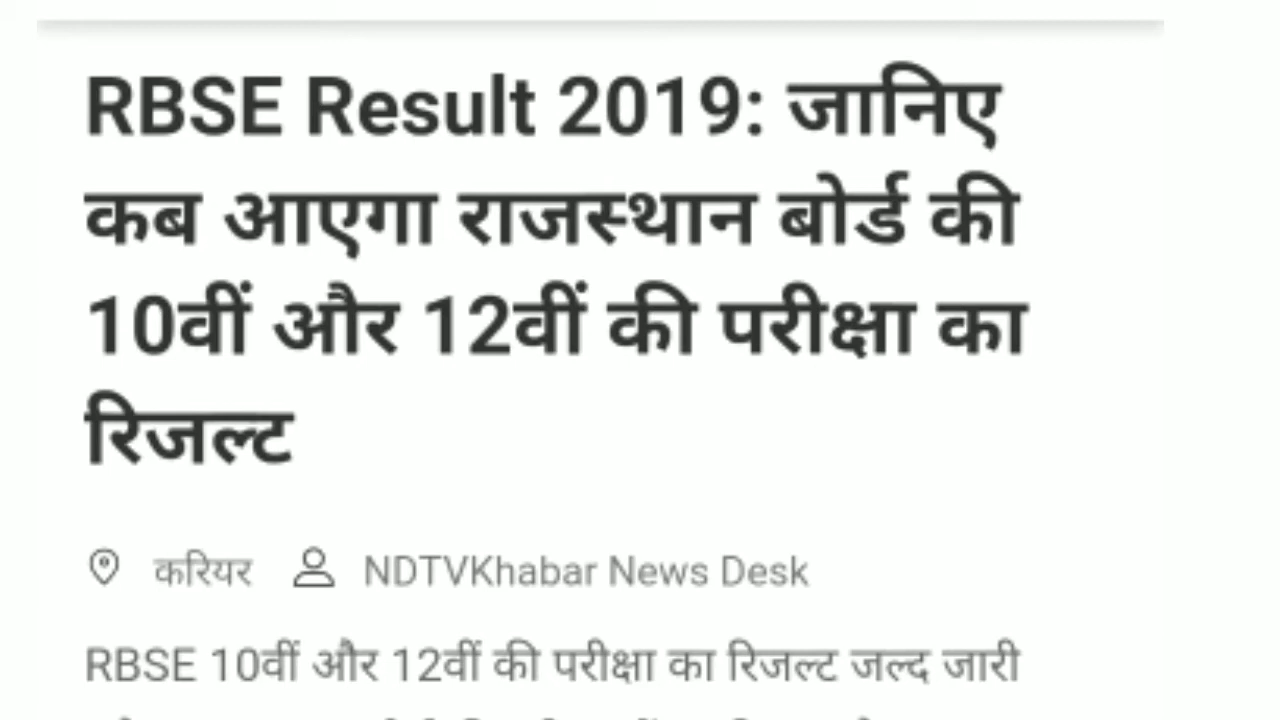 RBSE Result 2019: जानिए
कब आएगा राजस्थान बोर्ड की
10वीं और 12वीं की परीक्षा का
रिजल्ट
करियर NDTVKhabar News Desk
RBSE 10वीं और 12वीं की परीक्षा का रिजल्ट जल्द जारी